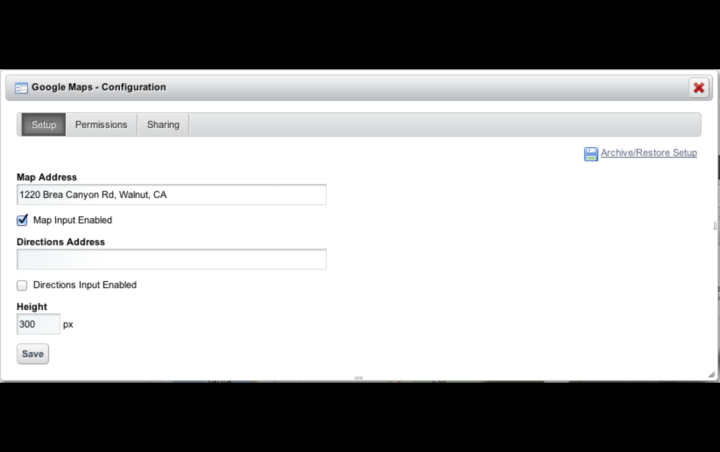 Google Maps - Configuration
Setup Permissions Sharing
Archive/Restore Setup
Map Address
1220 Brea Canyon Rd, Walnut, CA
Map Input Enabled
Directions Address
Directions Input Enabled
Height
300 px
Save